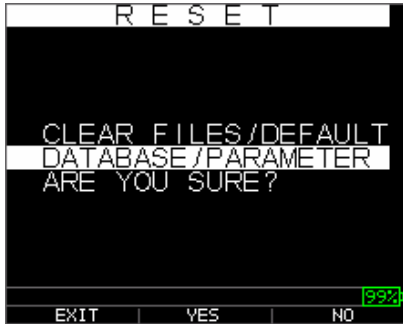 RESET
CLEAR FILES/DEFAULT
DATABASE/PARAMETER
ARE YOU SURE?
99%
EXIT | YES | NO